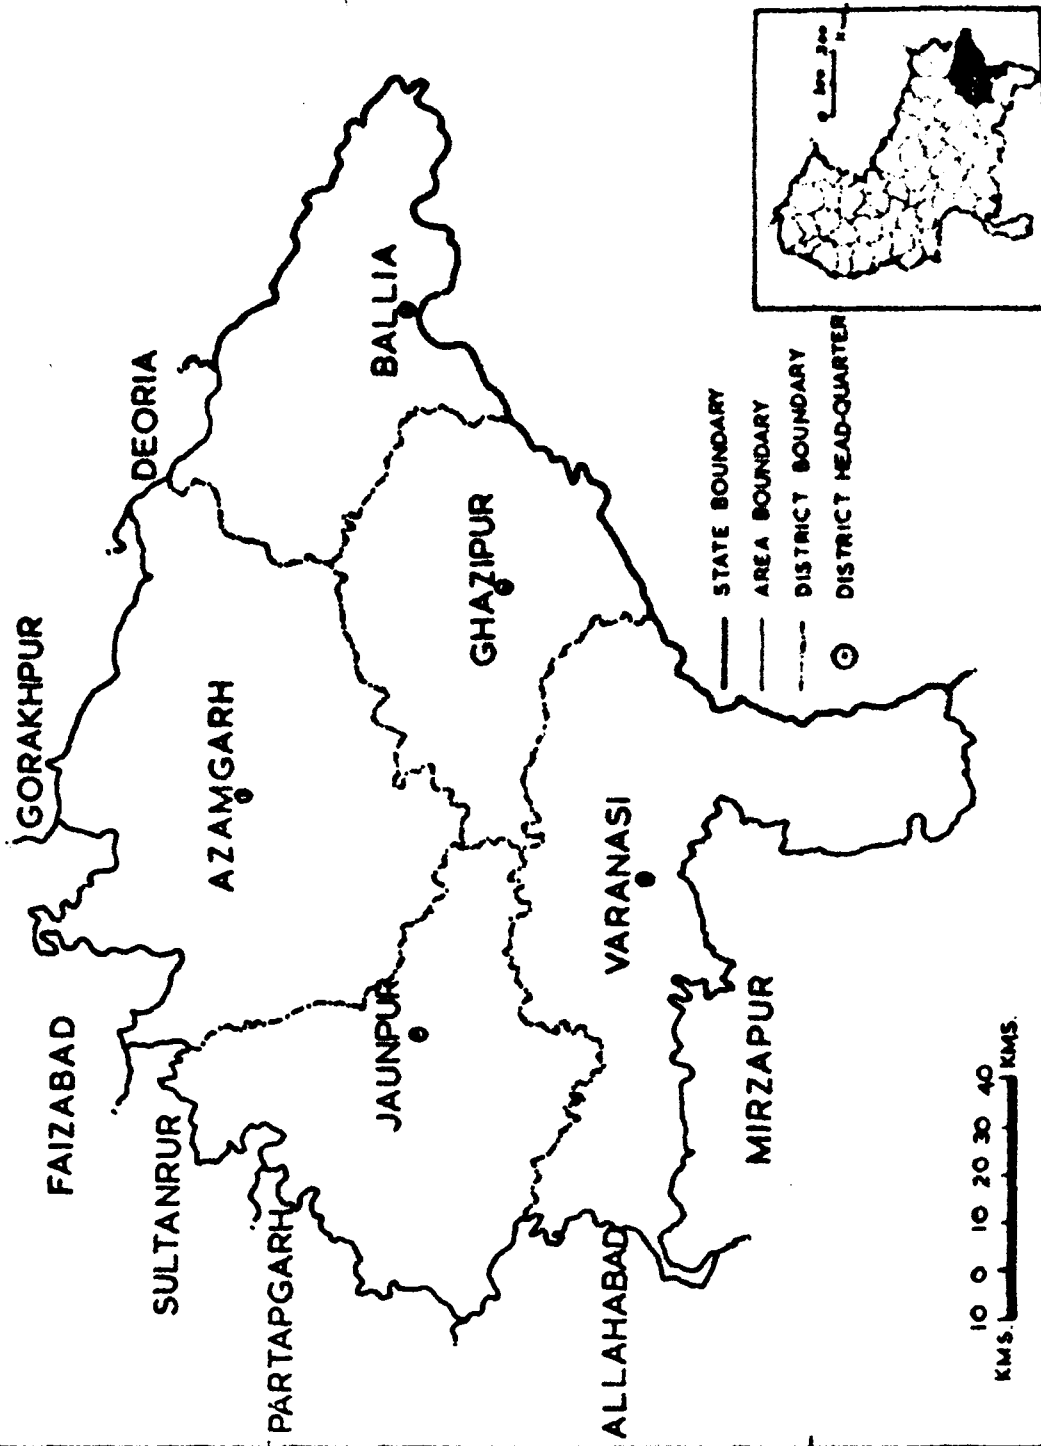 GORAKHPUR
DEORIA
FAIZABAD
SULTANRUR
AZAMGARH
PARTAPGARH
JAUNPUR
BALLIA
GHAZIPUR
ALLAHABAD
VARANASI
MIRZAPUR
STATE BOUNDARY
AREA BOUNDARY
DISTRICT BOUNDARY
DISTRICT HEAD-QUARTER
10 0 10 20 30 40
KMS. KMS.